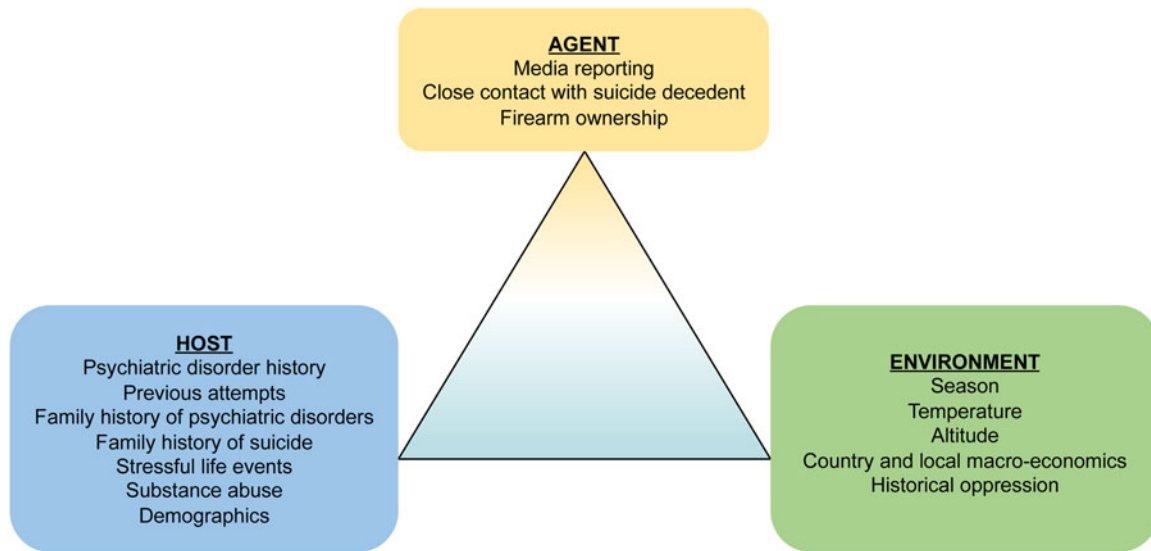 AGENT
Media reporting
Close contact with suicide decedent
Firearm ownership
HOST
Psychiatric disorder history
Previous attempts
Family history of psychiatric disorders
Family history of suicide
Stressful life events
Substance abuse
Demographics
ENVIRONMENT
Season
Temperature
Altitude
Country and local macro-economics
Historical oppression